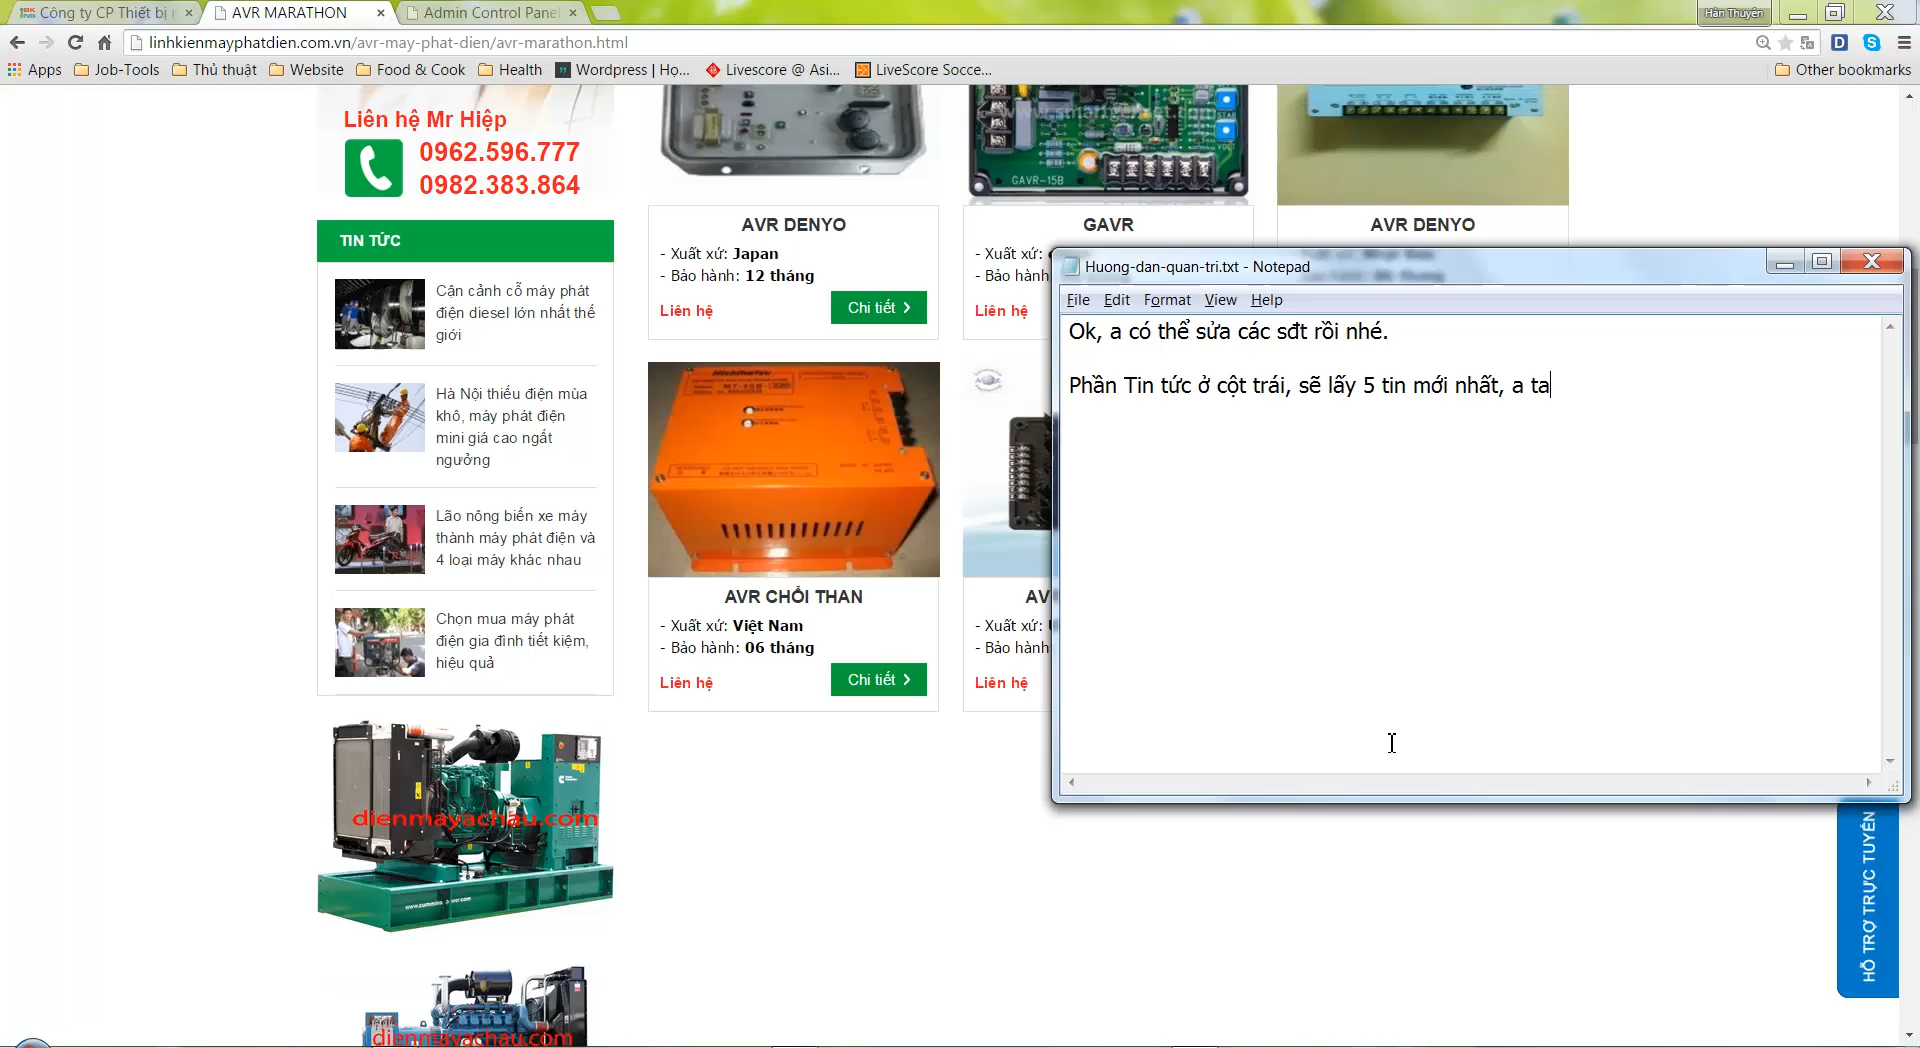 Công ty CP Thiết bị
AVR MARATHON
Admin Control Panel
Hàn Thuyên
linhkienmayphatdien.com.vn/avr-may-phat-dien/avr-marathon.html
Apps
Job-Tools
Thủ thuật
Website
Food & Cook
Health
Wordpress | Họ...
Livescore @ Asi...
LiveScore Socce...
Other bookmarks
Liên hệ Mr Hiệp
0962.596.777
0982.383.864
TIN TỨC
Cận cảnh cỗ máy phát
điện diesel lớn nhất thế
giới
Hà Nội thiếu điện mùa
khô, máy phát điện
mini giá cao ngất
ngưởng
Lão nông biến xe máy
thành máy phát điện và
4 loại máy khác nhau
Chọn mua máy phát
điện gia đình tiết kiệm,
hiệu quả
dienmayachau.com
dienmayachau.com
GAVR-15B
STAB
VOLT
AVR DENYO
- Xuất xứ: Japan
- Bảo hành: 12 tháng
Liên hệ
Chi tiết
GAVR
- Xuất xứ:
- Bảo hành
Liên hệ
AVR DENYO
AVR CHỔI THAN
- Xuất xứ: Việt Nam
- Bảo hành: 06 tháng
Liên hệ
Chi tiết
- Xuất xứ:
- Bảo hành
Liên hệ
Huong-dan-quan-tri.txt - Notepad
File Edit Format View Help
Ok, a có thể sửa các sđt rồi nhé.
Phần Tin tức ở cột trái, sẽ lấy 5 tin mới nhất, a ta
HỖ TRỢ TRỰC TUYẾN